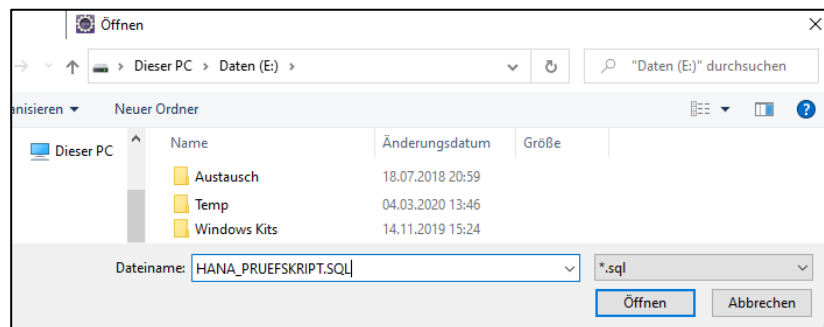 Öffnen
Dieser PC > Daten (E:) >
"Daten (E:)" durchsuchen
anisieren
Neuer Ordner
Dieser PC
Name
Änderungsdatum
Größe
Austausch
18.07.2018 20:59
Temp
04.03.2020 13:46
Windows Kits
14.11.2019 15:24
Dateiname: HANA_PRUEFSKRIPT.SQL
*.sql
Öffnen
Abbrechen